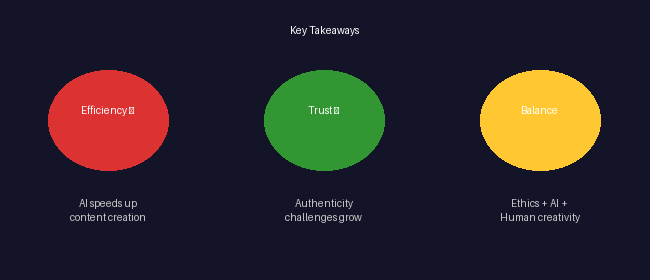 Key Takeaways
Efficiency
Trust
Balance
AI speeds up
content creation
Authenticity
challenges grow
Ethics + AI +
Human creativity